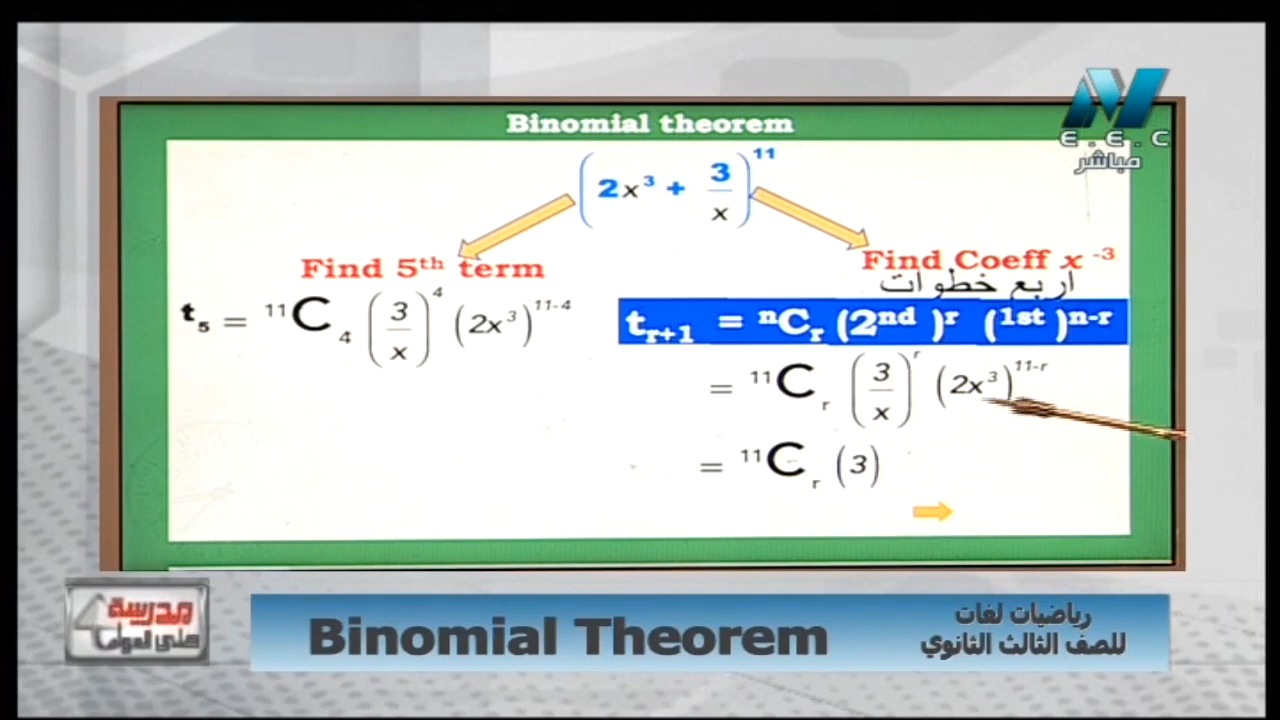 Binomial theorem
(2x³ + 3/x)¹¹
E . E . C
مباشر
Find 5th term
Find Coeff x⁻³
اربع خطوات
t₅ = ¹¹C₄ (3/x)⁴ (2x³)¹¹⁻⁴
tᵣ₊₁ = ⁿCᵣ (2nd )ʳ (1st )ⁿ⁻ʳ
= ¹¹Cᵣ (3/x)ʳ (2x³)¹¹⁻ʳ
= ¹¹Cᵣ (3)
مدرسة
على الهواء
Binomial Theorem
رياضيات لغات
للصف الثالث الثانوي